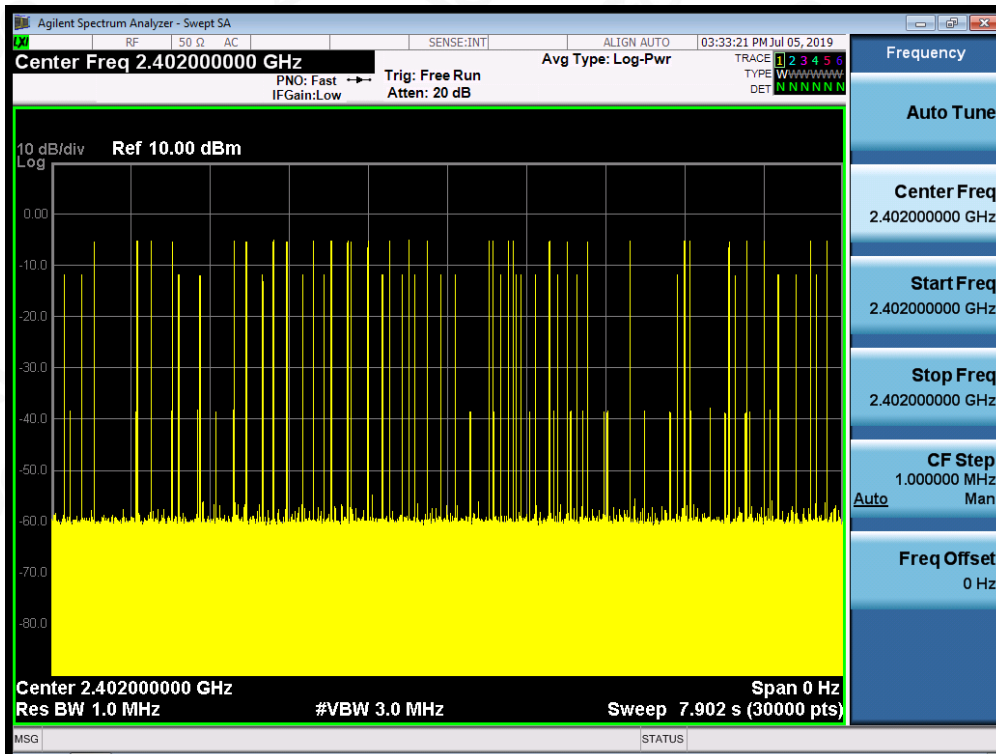 Agilent Spectrum Analyzer - Swept SA
LXI RF 50 Ω AC SENSE:INT ALIGN AUTO 03:33:21 PM Jul 05, 2019
Center Freq 2.402000000 GHz
PNO: Fast
IFGain:Low
Trig: Free Run
Atten: 20 dB
Avg Type: Log-Pwr
TRACE 1 2 3 4 5 6
TYPE WWWWWWW
DET N N N N N N
10 dB/div Ref 10.00 dBm
Log
0.00
-10.0
-20.0
-30.0
-40.0
-50.0
-60.0
-70.0
-80.0
Center 2.402000000 GHz Span 0 Hz
Res BW 1.0 MHz #VBW 3.0 MHz Sweep 7.902 s (30000 pts)
MSG STATUS
Frequency
Auto Tune
Center Freq
2.402000000 GHz
Start Freq
2.402000000 GHz
Stop Freq
2.402000000 GHz
CF Step
1.000000 MHz
Auto Man
Freq Offset
0 Hz